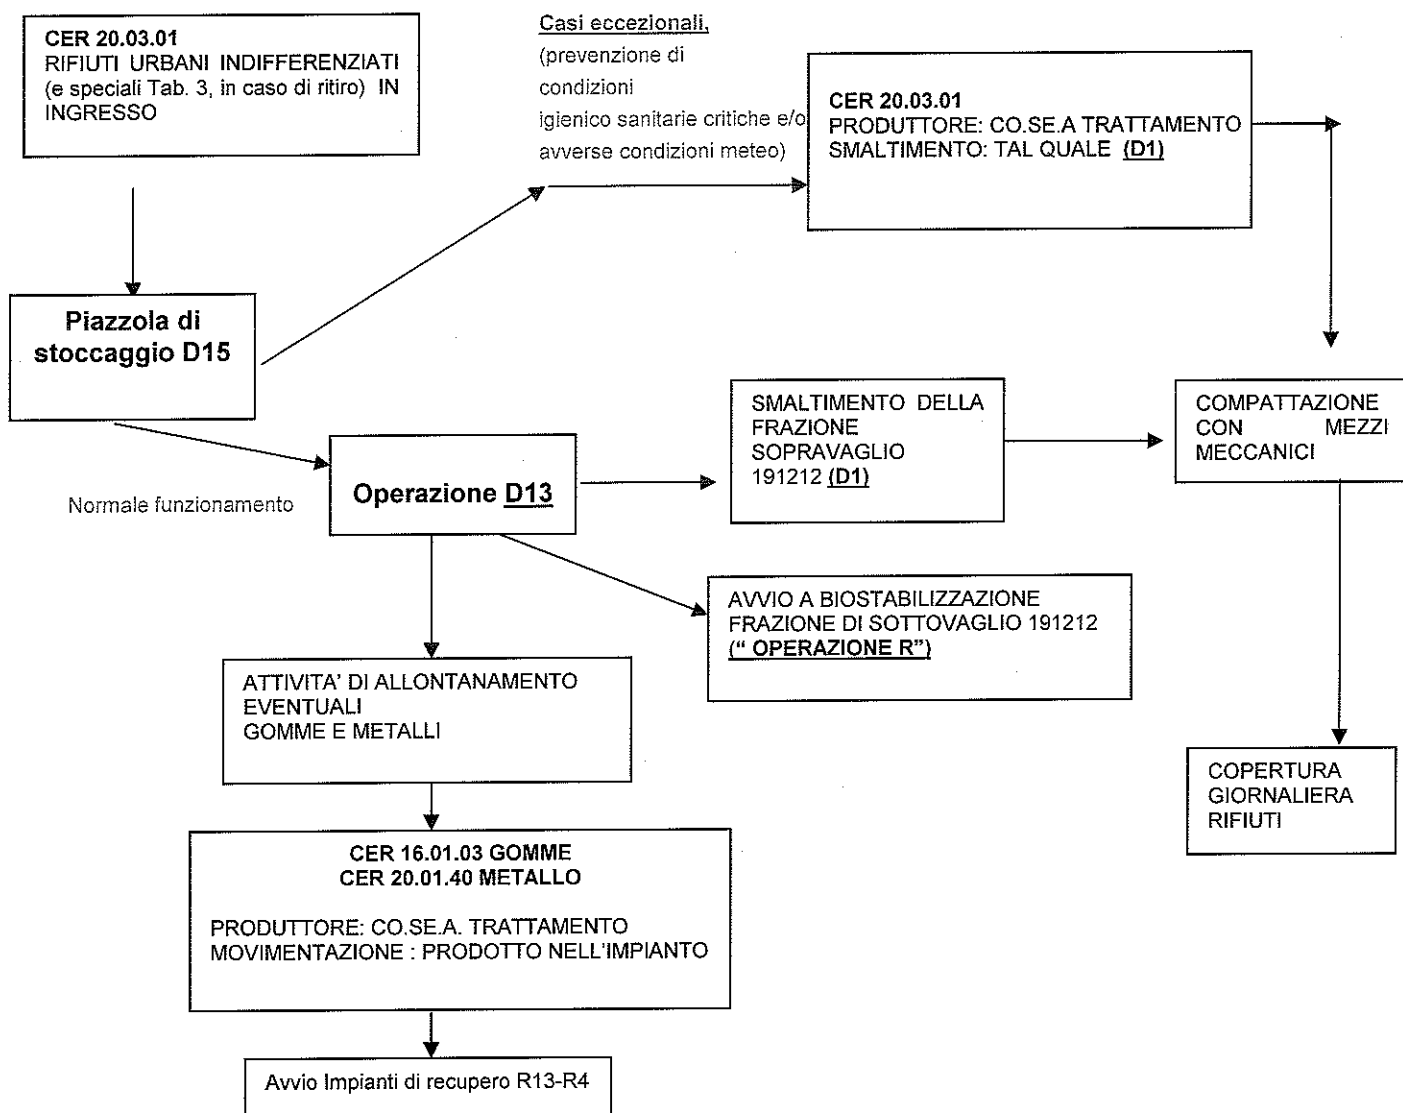 CER 20.03.01
RIFIUTI URBANI INDIFFERENZIATI
(e speciali Tab. 3, in caso di ritiro) IN
INGRESSO
Casi eccezionali,
(prevenzione di
condizioni
igienico sanitarie critiche e/o
avverse condizioni meteo)
CER 20.03.01
PRODUTTORE: CO.SE.A TRATTAMENTO
SMALTIMENTO: TAL QUALE (D1)
Piazzola di
stoccaggio D15
Normale funzionamento
Operazione D13
SMALTIMENTO DELLA
FRAZIONE
SOPRAVAGLIO
191212 (D1)
COMPATTAZIONE
CON MEZZI
MECCANICI
AVVIO A BIOSTABILIZZAZIONE
FRAZIONE DI SOTTOVAGLIO 191212
(“ OPERAZIONE R”)
ATTIVITA’ DI ALLONTANAMENTO
EVENTUALI
GOMME E METALLI
COPERTURA
GIORNALIERA
RIFIUTI
CER 16.01.03 GOMME
CER 20.01.40 METALLO
PRODUTTORE: CO.SE.A. TRATTAMENTO
MOVIMENTAZIONE : PRODOTTO NELL’IMPIANTO
Avvio Impianti di recupero R13-R4